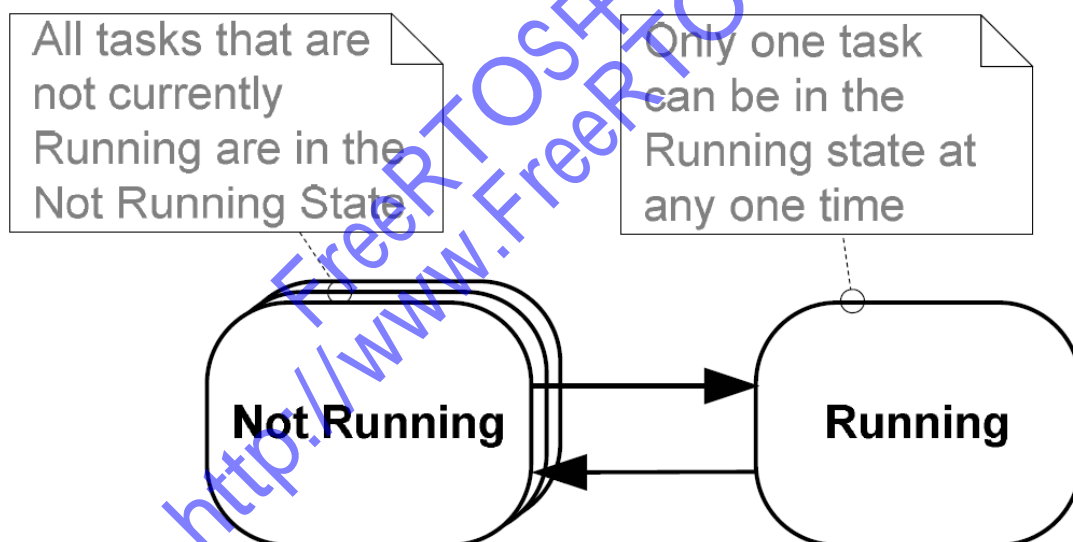 All tasks that are
not currently
Running are in the
Not Running State
Only one task
can be in the
Running state at
any one time
Not Running
Running
FreeRTOS
http://www.FreeRTO